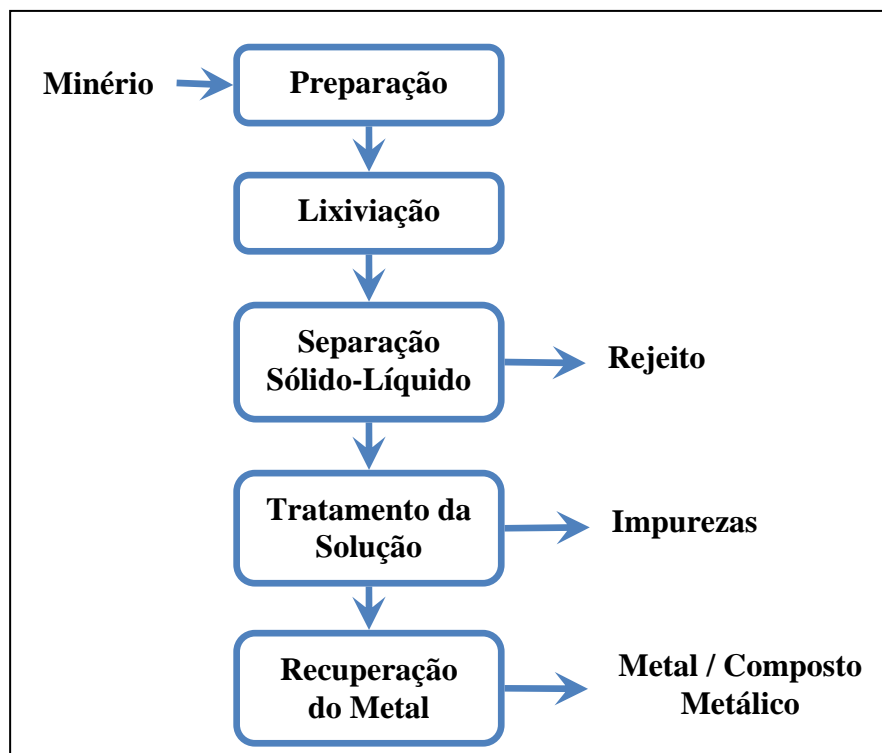 Minério
Preparação
Lixiviação
Separação
Sólido-Líquido
Rejeito
Tratamento da
Solução
Impurezas
Recuperação
do Metal
Metal / Composto
Metálico